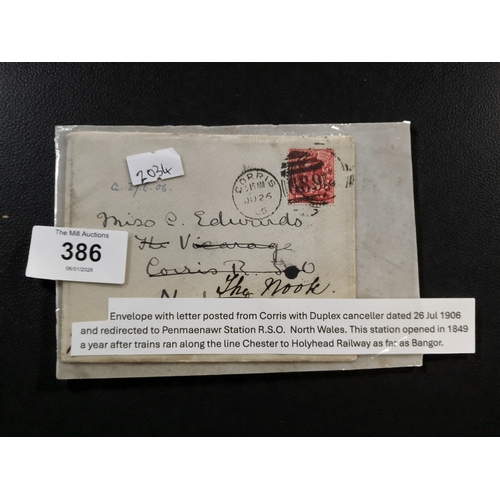 2034
CORRIS
JU 26
Miss C. Edwards
The Vicarage
Corris R. S. O
The Nook.
The Mill Auctions
386
06/01/2026
Envelope with letter posted from Corris with Duplex canceller dated 26 Jul 1906
and redirected to Penmaenawr Station R.S.O. North Wales. This station opened in 1849
a year after trains ran along the line Chester to Holyhead Railway as far as Bangor.